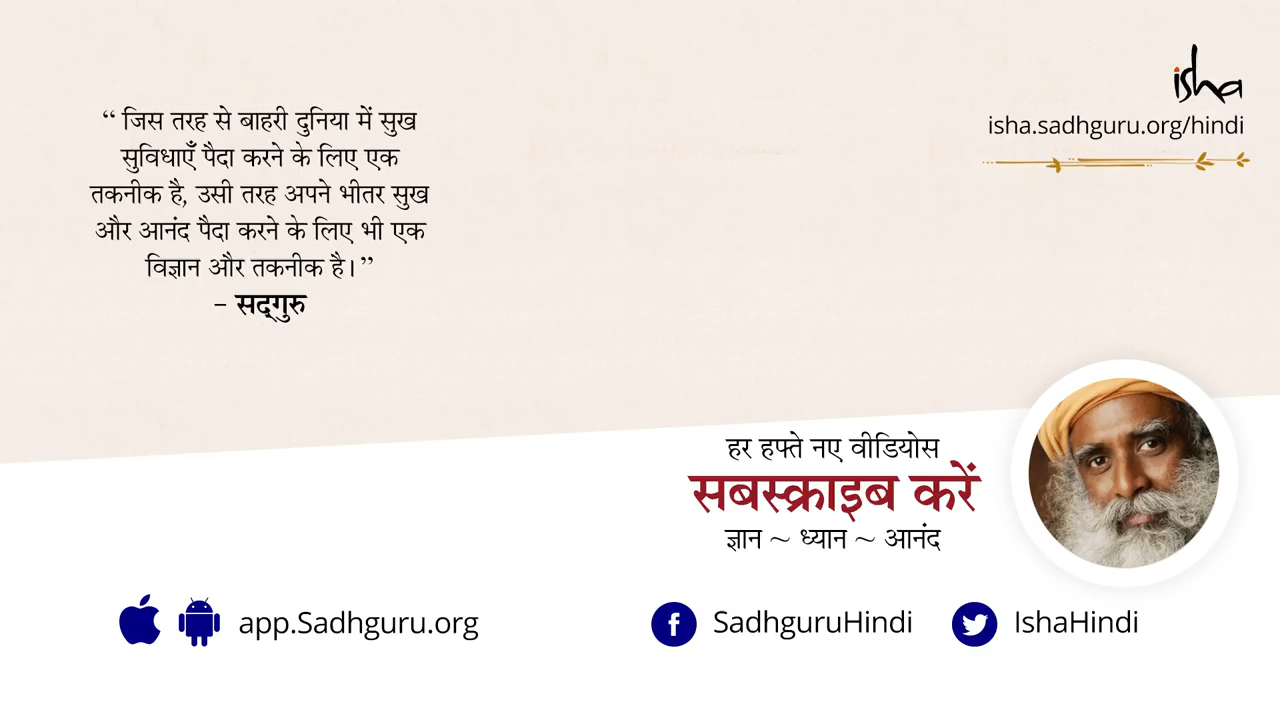 “ जिस तरह से बाहरी दुनिया में सुख
सुविधाएँ पैदा करने के लिए एक
तकनीक है, उसी तरह अपने भीतर सुख
और आनंद पैदा करने के लिए भी एक
विज्ञान और तकनीक है।”
– सद्गुरु
isha
isha.sadhguru.org/hindi
हर हफ्ते नए वीडियोस
सबस्क्राइब करें
ज्ञान ~ ध्यान ~ आनंद
app.Sadhguru.org
SadhguruHindi
IshaHindi